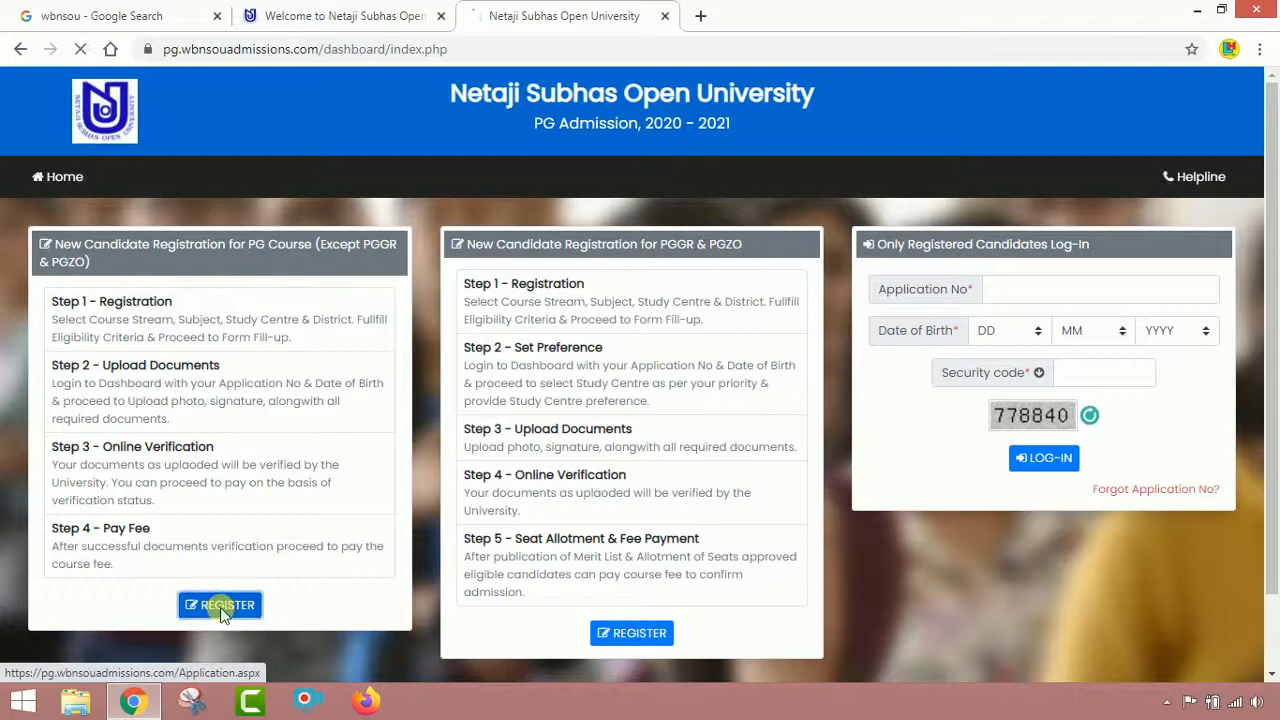 wbnsou - Google Search
Welcome to Netaji Subhas Open
Netaji Subhas Open University
pg.wbnsouadmissions.com/dashboard/index.php
Netaji Subhas Open University
PG Admission, 2020 - 2021
Home
Helpline
New Candidate Registration for PG Course (Except PGGR
& PGZO)
Step 1 - Registration
Select Course Stream, Subject, Study Centre & District. Fullfill
Eligibility Criteria & Proceed to Form Fill-up.
Step 2 - Upload Documents
Login to Dashboard with your Application No & Date of Birth
& proceed to Upload photo, signature, alongwith all
required documents.
Step 3 - Online Verification
Your documents as uplaoded will be verified by the
University. You can proceed to pay on the basis of
verification status.
Step 4 - Pay Fee
After successful documents verification proceed to pay the
course fee.
REGISTER
New Candidate Registration for PGGR & PGZO
Step 1 - Registration
Select Course Stream, Subject, Study Centre & District. Fullfill
Eligibility Criteria & Proceed to Form Fill-up.
Step 2 - Set Preference
Login to Dashboard with your Application No & Date of Birth
& proceed to select Study Centre as per your priority &
provide Study Centre preference.
Step 3 - Upload Documents
Upload photo, signature, alongwith all required documents.
Step 4 - Online Verification
Your documents as uplaoded will be verified by the
University.
Step 5 - Seat Allotment & Fee Payment
After publication of Merit List & Allotment of Seats approved
eligible candidates can pay course fee to confirm
admission.
REGISTER
Only Registered Candidates Log-In
Application No*
Date of Birth* DD MM YYYY
Security code*
778840
LOG-IN
Forgot Application No?
https://pg.wbnsouadmissions.com/Application.aspx